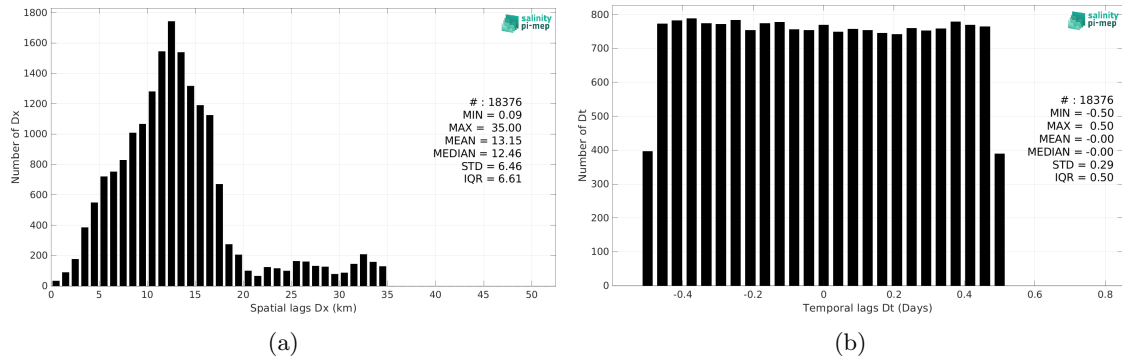 1800
1600
1400
1200
1000
800
600
400
200
0
Number of Dx
0 5 10 15 20 25 30 35 40 45 50
Spatial lags Dx (km)
salinity
pi-mep
# : 18376
MIN = 0.09
MAX = 35.00
MEAN = 13.15
MEDIAN = 12.46
STD = 6.46
IQR = 6.61
(a)
800
700
600
500
400
300
200
100
0
Number of Dt
-0.4 -0.2 0 0.2 0.4 0.6 0.8
Temporal lags Dt (Days)
salinity
pi-mep
# : 18376
MIN = -0.50
MAX = 0.50
MEAN = -0.00
MEDIAN = -0.00
STD = 0.29
IQR = 0.50
(b)